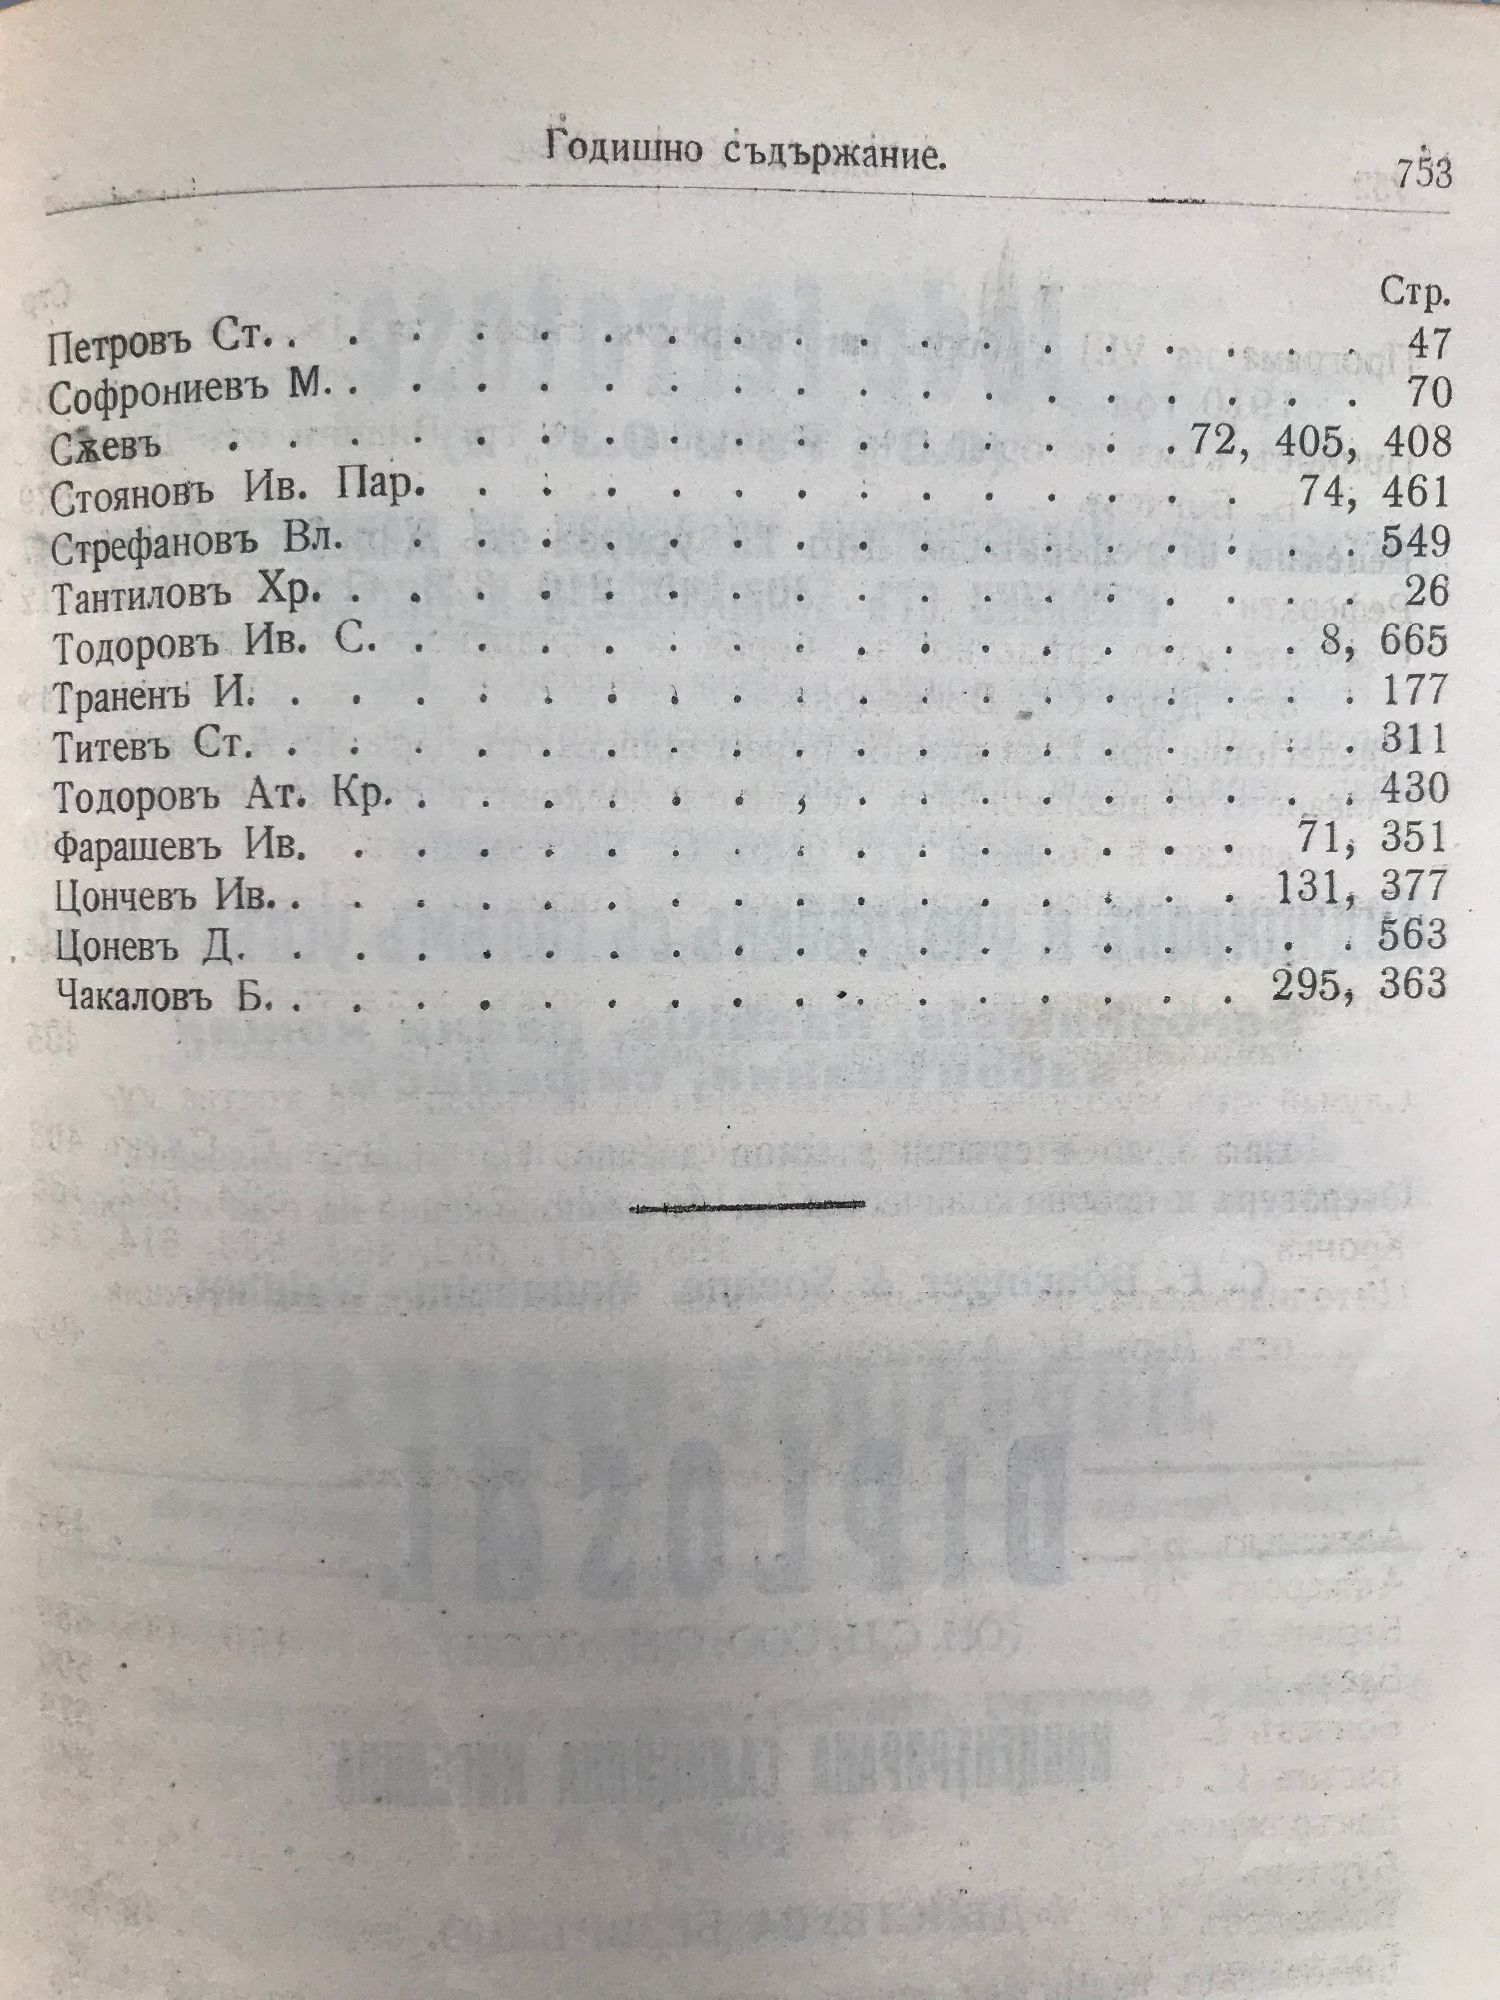 Годишно съдържание. 753
Стр.
Петровъ Ст. . . . . . . . . . . . . . . . . . . 47
Софрониевъ М. . . . . . . . . . . . . . . . . . 70
Сѫевъ . . . . . . . . . . . . . . . . 72, 405, 408
Стояновъ Ив. Пар. . . . . . . . . . . . . . 74, 461
Стрефановъ Вл. . . . . . . . . . . . . . . . . . 549
Тантиловъ Хр. . . . . . . . . . . . . . . . . . 26
Тодоровъ Ив. С. . . . . . . . . . . . . . . . 8, 665
Траненъ И. . . . . . . . . . . . . . . . . . . 177
Титевъ Ст. . . . . . . . . . . . . . . . . . . 311
Тодоровъ Ат. Кр. . . . . . . . . . . . . . . . . 430
Фарашевъ Ив. . . . . . . . . . . . . . . . 71, 351
Цончевъ Ив. . . . . . . . . . . . . . . . . 131, 377
Цоневъ Д. . . . . . . . . . . . . . . . . . . 563
Чакаловъ Б. . . . . . . . . . . . . . . . . 295, 363